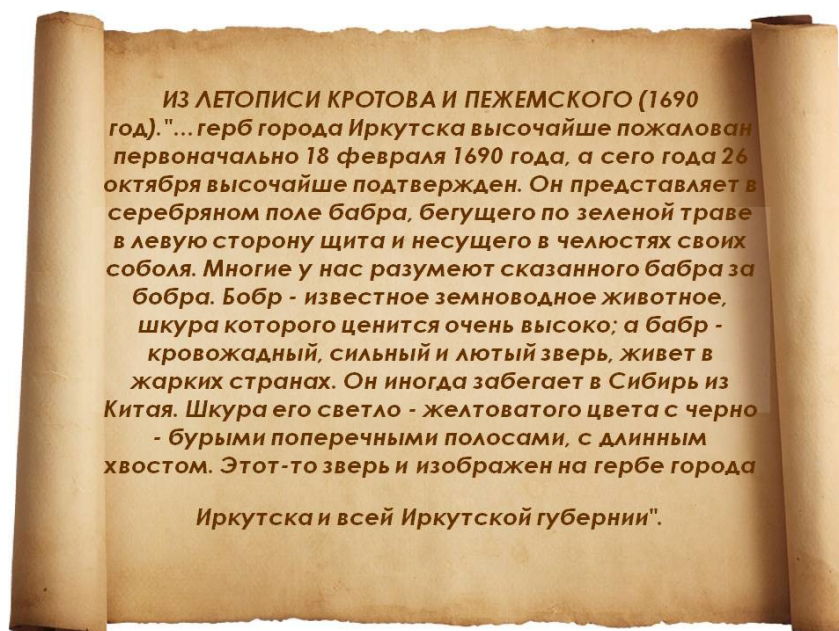 ИЗ ЛЕТОПИСИ КРОТОВА И ПЕЖЕМСКОГО (1690
год)."...герб города Иркутска высочайше пожалован
первоначально 18 февраля 1690 года, а сего года 26
октября высочайше подтвержден. Он представляет в
серебряном поле бабра, бегущего по зеленой траве
в левую сторону щита и несущего в челюстях своих
соболя. Многие у нас разумеют сказанного бабра за
бобра. Бобр - известное земноводное животное,
шкура которого ценится очень высоко; а бабр -
кровожадный, сильный и лютый зверь, живет в
жарких странах. Он иногда забегает в Сибирь из
Китая. Шкура его светло - желтоватого цвета с черно
- бурыми поперечными полосами, с длинным
хвостом. Этот-то зверь и изображен на гербе города
Иркутска и всей Иркутской губернии".